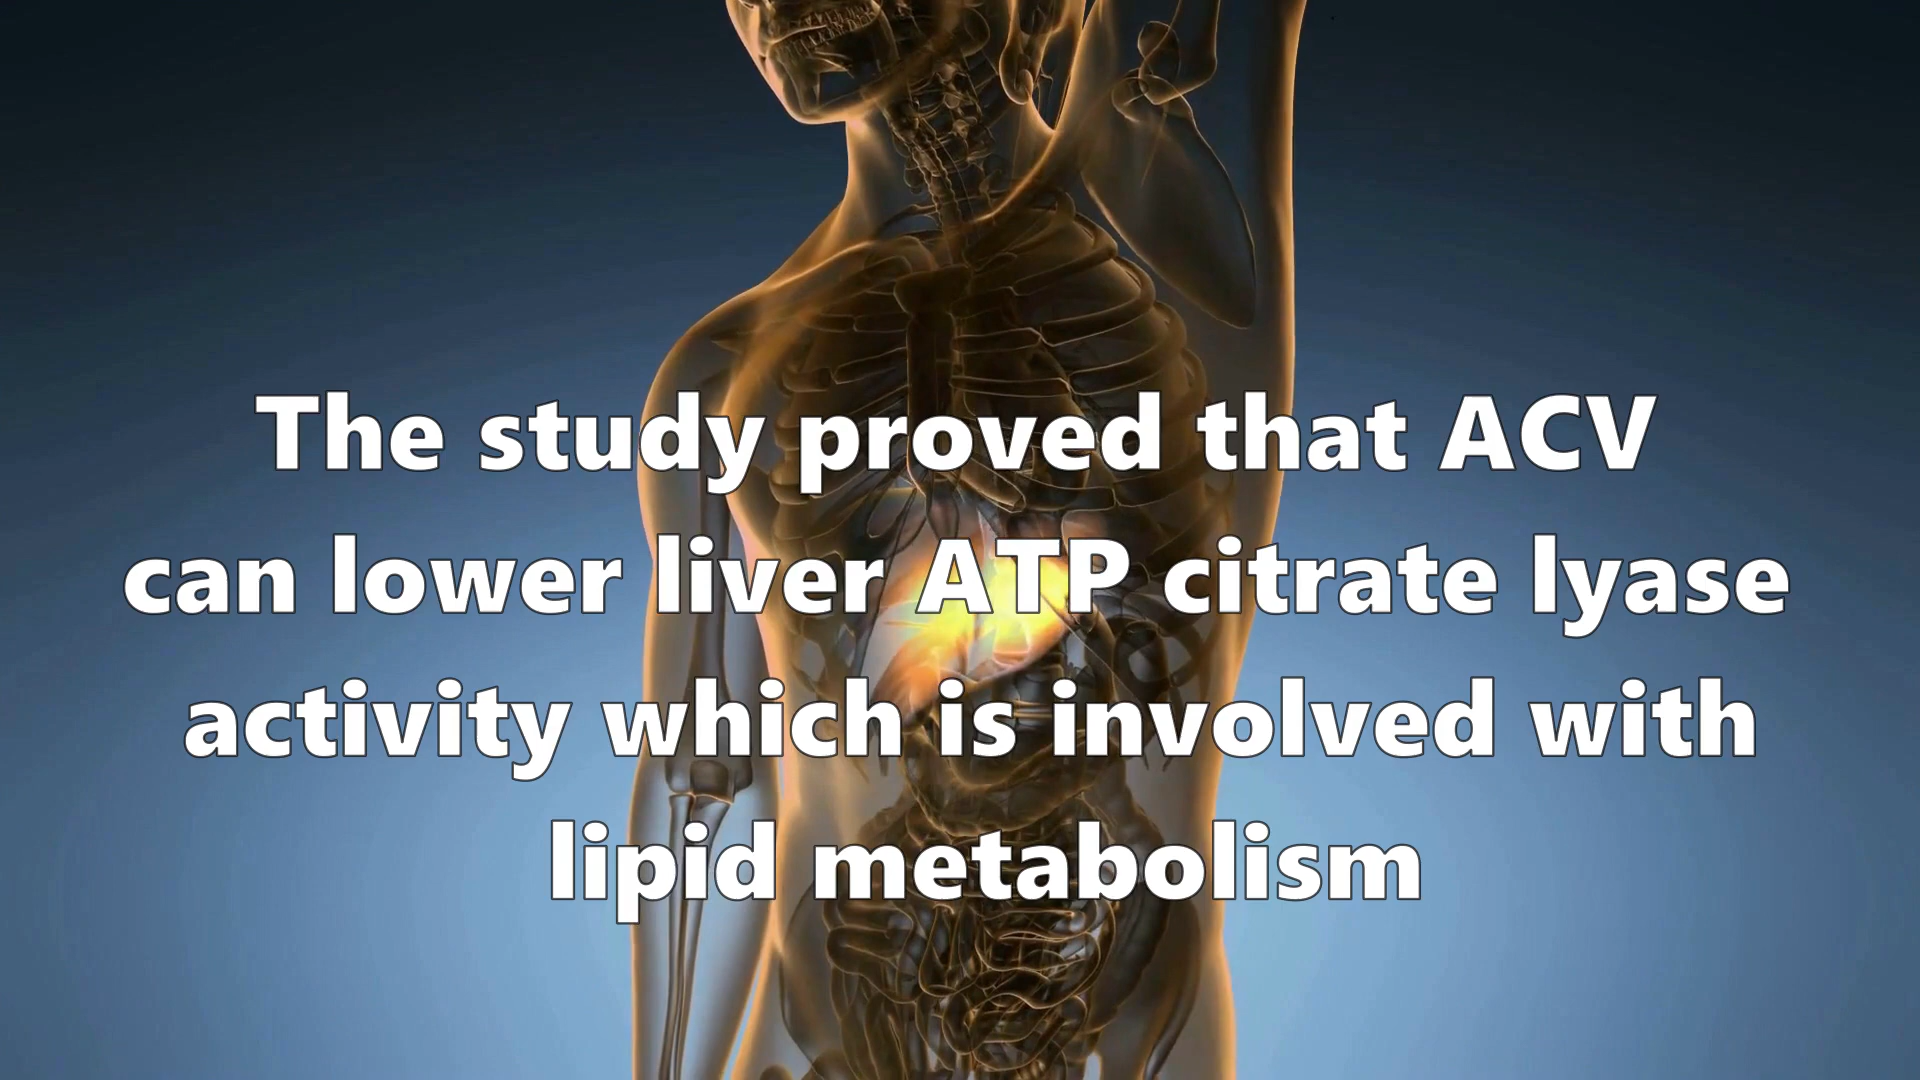 The study proved that ACV
can lower liver ATP citrate lyase
activity which is involved with
lipid metabolism